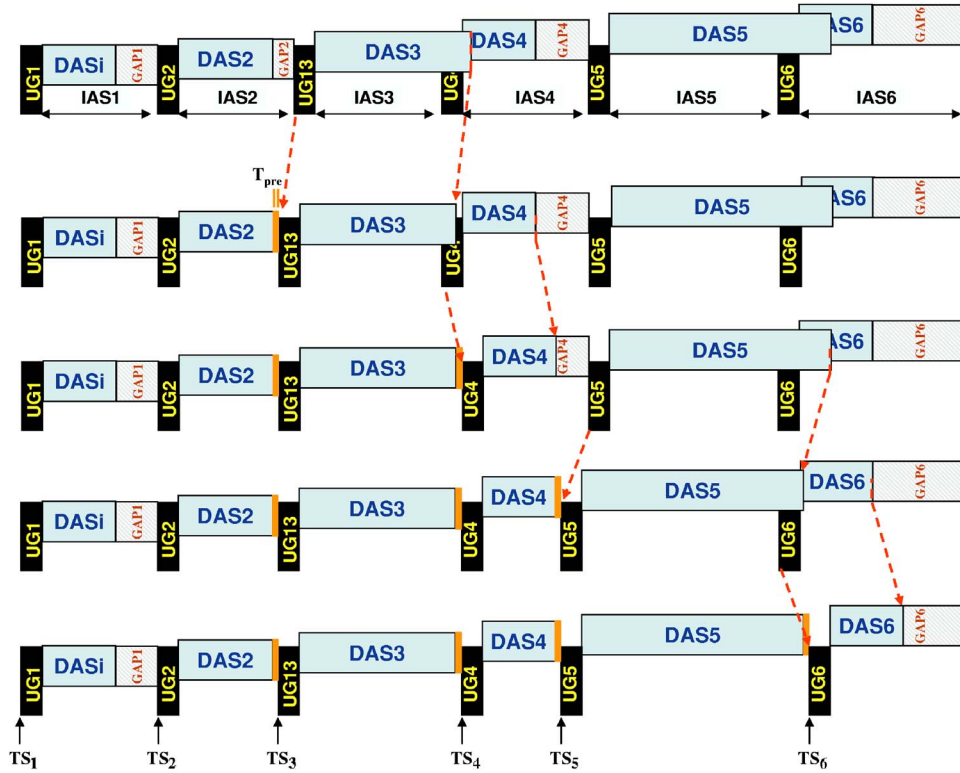 UG1 DASi GAP1 UG2 DAS2 GAP2 UG13 DAS3 UG4 DAS4 GAP4 UG5 DAS5 UG6 AS6 GAP6
IAS1 IAS2 IAS3 IAS4 IAS5 IAS6
Tpre
UG1 DASi GAP1 UG2 DAS2 UG13 DAS3 UG4 DAS4 GAP4 UG5 DAS5 UG6 AS6 GAP6
UG1 DASi GAP1 UG2 DAS2 UG13 DAS3 UG4 DAS4 GAP4 UG5 DAS5 UG6 AS6 GAP6
UG1 DASi GAP1 UG2 DAS2 UG13 DAS3 UG4 DAS4 UG5 DAS5 UG6 DAS6 GAP6
UG1 DASi GAP1 UG2 DAS2 UG13 DAS3 UG4 DAS4 UG5 DAS5 UG6 DAS6 GAP6
TS1 TS2 TS3 TS4 TS5 TS6